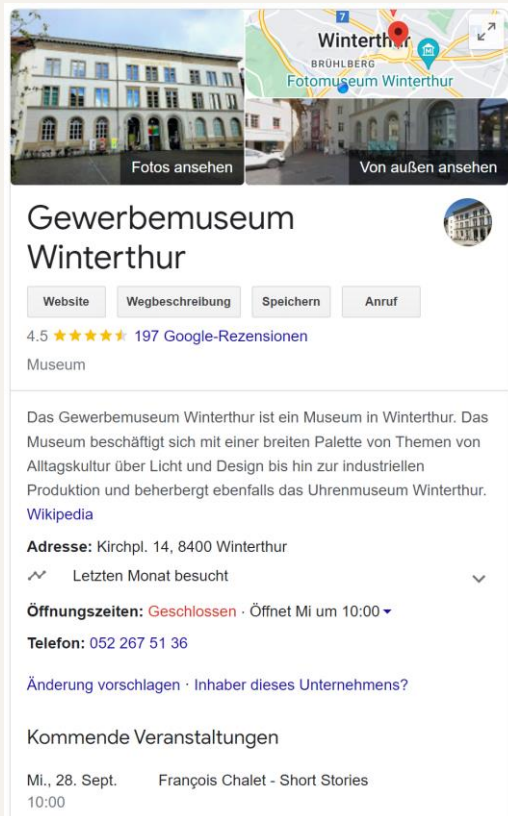 7
Winterthur
BRÜHLBERG
Fotomuseum Winterthur
Fotos ansehen
Von außen ansehen
Gewerbemuseum
Winterthur
Website Wegbeschreibung Speichern Anruf
4.5 197 Google-Rezensionen
Museum
Das Gewerbemuseum Winterthur ist ein Museum in Winterthur. Das
Museum beschäftigt sich mit einer breiten Palette von Themen von
Alltagskultur über Licht und Design bis hin zur industriellen
Produktion und beherbergt ebenfalls das Uhrenmuseum Winterthur.
Wikipedia
Adresse: Kirchpl. 14, 8400 Winterthur
Letzten Monat besucht
Öffnungszeiten: Geschlossen · Öffnet Mi um 10:00
Telefon: 052 267 51 36
Änderung vorschlagen · Inhaber dieses Unternehmens?
Kommende Veranstaltungen
Mi., 28. Sept. François Chalet - Short Stories
10:00